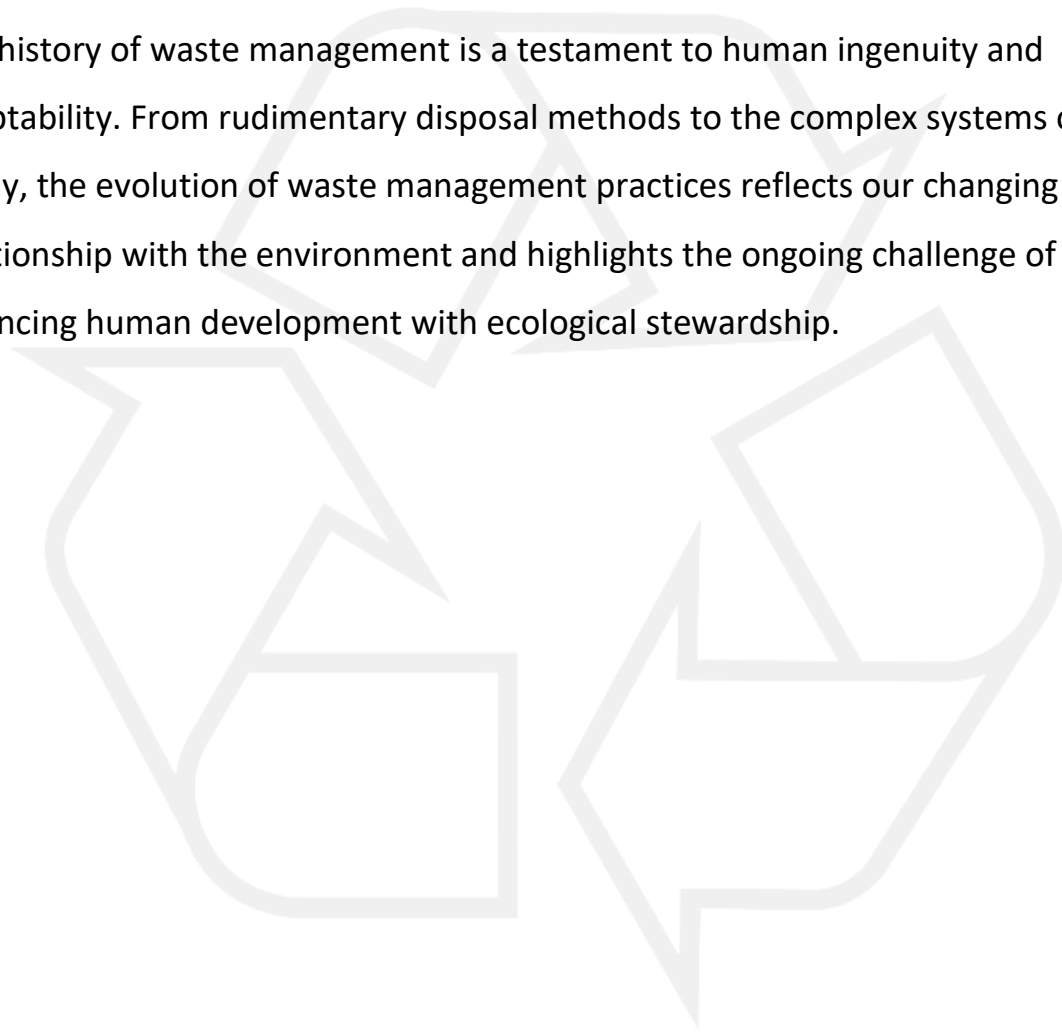 history of waste management is a testament to human ingenuity and
ptability. From rudimentary disposal methods to the complex systems
y, the evolution of waste management practices reflects our changing
tionship with the environment and highlights the ongoing challenge of
ncing human development with ecological stewardship.